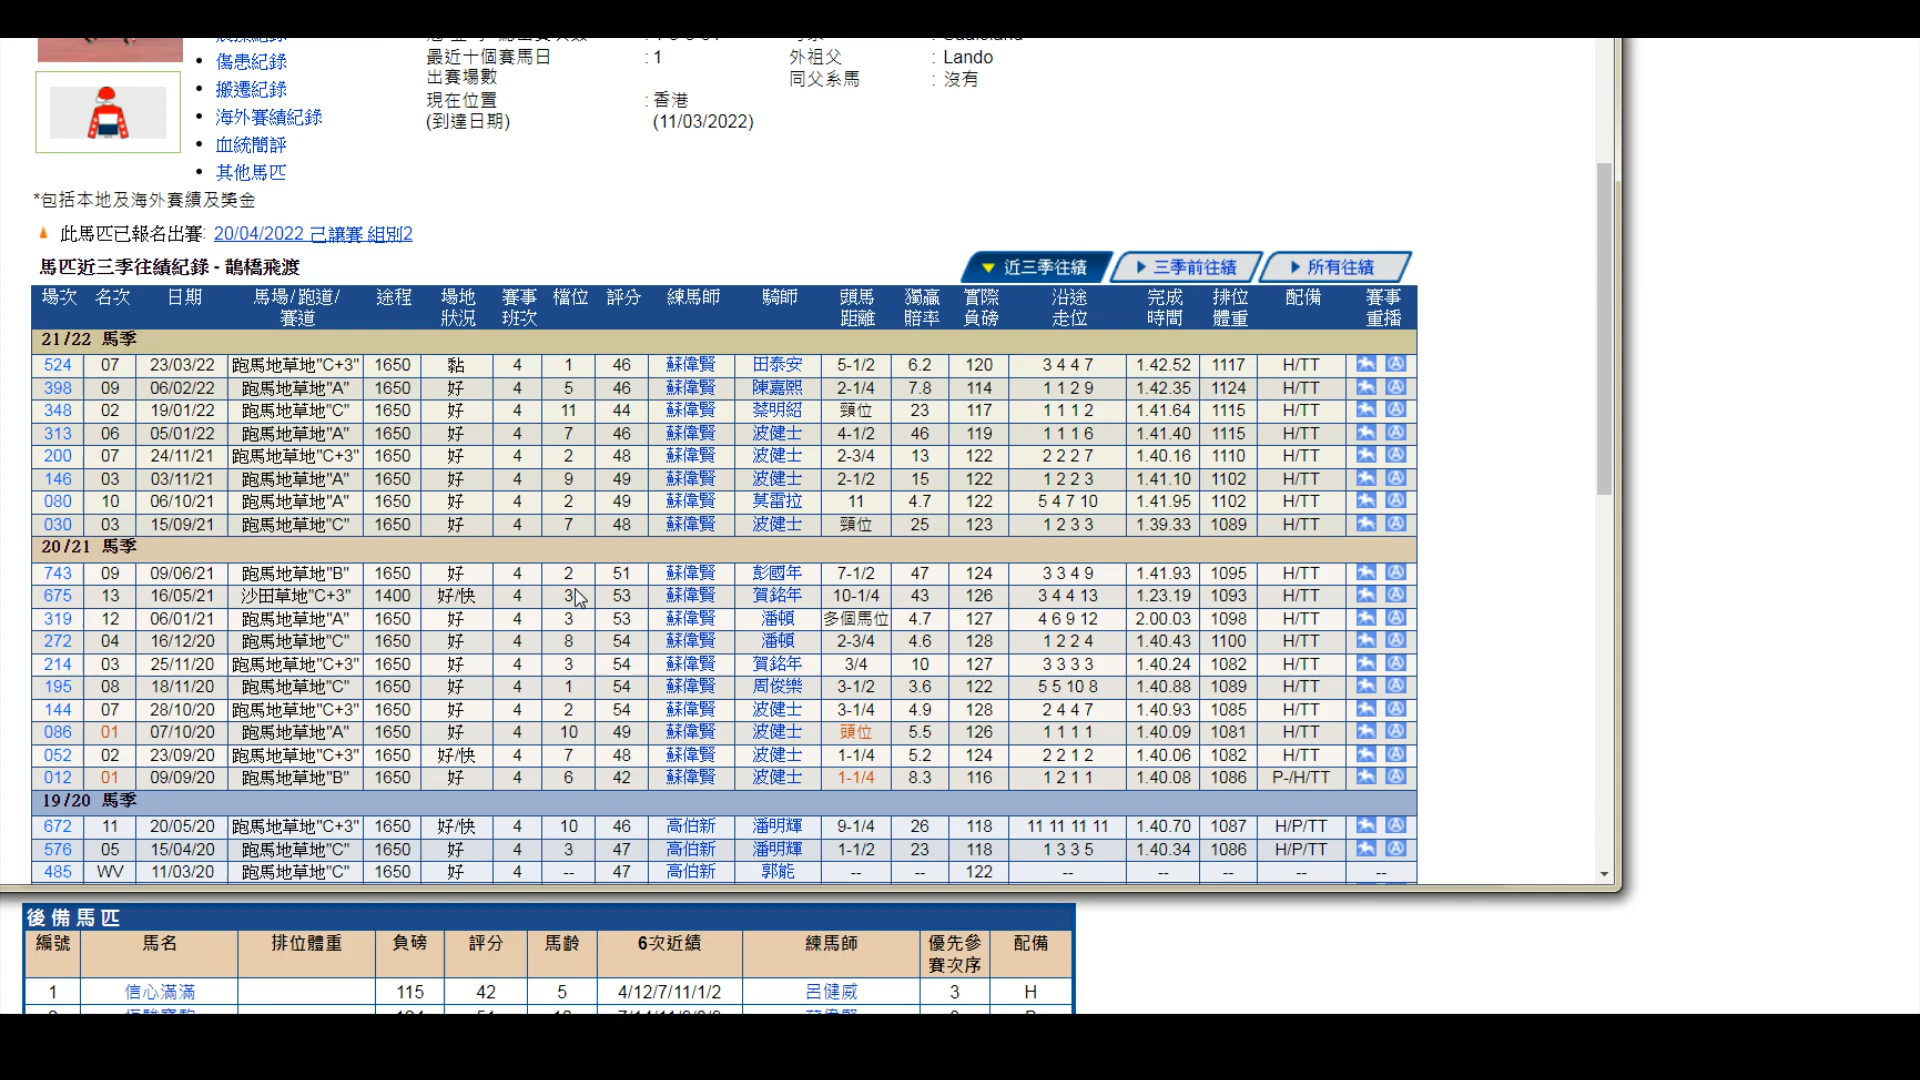 傷患紀錄
搬遷紀錄
海外賽績紀錄
血統簡評
其他馬匹
最近十個賽馬日
出賽場數
: 1
現在位置
(到達日期)
: 香港
(11/03/2022)
外祖父 : Lando
同父系馬 : 沒有
*包括本地及海外賽績及獎金
此馬匹已報名出賽: 20/04/2022 己讓賽 組別2
馬匹近三季往績紀錄 - 鵲橋飛渡
近三季往績 三季前往績 所有往績
場次 名次 日期 馬場/跑道/賽道 途程 場地狀況 賽事班次 檔位 評分 練馬師 騎師 頭馬距離 獨贏賠率 實際負磅 沿途走位 完成時間 排位體重 配備 賽事重播
21/22 馬季
524 07 23/03/22 跑馬地草地"C+3" 1650 黏 4 1 46 蘇偉賢 田泰安 5-1/2 6.2 120 3 4 4 7 1.42.52 1117 H/TT
398 09 06/02/22 跑馬地草地"A" 1650 好 4 5 46 蘇偉賢 陳嘉熙 2-1/4 7.8 114 1 1 2 9 1.42.35 1124 H/TT
348 02 19/01/22 跑馬地草地"C" 1650 好 4 11 44 蘇偉賢 蔡明紹 頸位 23 117 1 1 1 2 1.41.64 1115 H/TT
313 06 05/01/22 跑馬地草地"A" 1650 好 4 7 46 蘇偉賢 波健士 4-1/2 46 119 1 1 1 6 1.41.40 1115 H/TT
200 07 24/11/21 跑馬地草地"C+3" 1650 好 4 2 48 蘇偉賢 波健士 2-3/4 13 122 2 2 2 7 1.40.16 1110 H/TT
146 03 03/11/21 跑馬地草地"A" 1650 好 4 9 49 蘇偉賢 波健士 2-1/2 15 122 1 2 2 3 1.41.10 1102 H/TT
080 10 06/10/21 跑馬地草地"A" 1650 好 4 2 49 蘇偉賢 莫雷拉 11 4.7 122 5 4 7 10 1.41.95 1102 H/TT
030 03 15/09/21 跑馬地草地"C" 1650 好 4 7 48 蘇偉賢 波健士 頸位 25 123 1 2 3 3 1.39.33 1089 H/TT
20/21 馬季
743 09 09/06/21 跑馬地草地"B" 1650 好 4 2 51 蘇偉賢 彭國年 7-1/2 47 124 3 3 4 9 1.41.93 1095 H/TT
675 13 16/05/21 沙田草地"C+3" 1400 好/快 4 3 53 蘇偉賢 賀銘年 10-1/4 43 126 3 4 4 13 1.23.19 1093 H/TT
319 12 06/01/21 跑馬地草地"A" 1650 好 4 3 53 蘇偉賢 潘頓 多個馬位 4.7 127 4 6 9 12 2.00.03 1098 H/TT
272 04 16/12/20 跑馬地草地"C" 1650 好 4 8 54 蘇偉賢 潘頓 2-3/4 4.6 128 1 2 2 4 1.40.43 1100 H/TT
214 03 25/11/20 跑馬地草地"C+3" 1650 好 4 3 54 蘇偉賢 賀銘年 3/4 10 127 3 3 3 3 1.40.24 1082 H/TT
195 08 18/11/20 跑馬地草地"C" 1650 好 4 1 54 蘇偉賢 周俊樂 3-1/2 3.6 122 5 5 10 8 1.40.88 1089 H/TT
144 07 28/10/20 跑馬地草地"C+3" 1650 好 4 2 54 蘇偉賢 波健士 3-1/4 4.9 128 2 4 4 7 1.40.93 1085 H/TT
086 01 07/10/20 跑馬地草地"A" 1650 好 4 10 49 蘇偉賢 波健士 頭位 5.5 126 1 1 1 1 1.40.09 1081 H/TT
052 02 23/09/20 跑馬地草地"C+3" 1650 好/快 4 7 48 蘇偉賢 波健士 1-1/4 5.2 124 2 2 1 2 1.40.06 1082 H/TT
012 01 09/09/20 跑馬地草地"B" 1650 好 4 6 42 蘇偉賢 波健士 1-1/4 8.3 116 1 2 1 1 1.40.08 1086 P-/H/TT
19/20 馬季
672 11 20/05/20 跑馬地草地"C+3" 1650 好/快 4 10 46 高伯新 潘明輝 9-1/4 26 118 11 11 11 11 1.40.70 1087 H/P/TT
576 05 15/04/20 跑馬地草地"C" 1650 好 4 3 47 高伯新 潘明輝 1-1/2 23 118 1 3 3 5 1.40.34 1086 H/P/TT
485 WV 11/03/20 跑馬地草地"C" 1650 好 4 -- 47 高伯新 郭能 -- -- 122 -- -- -- -- --
後備馬匹
編號 馬名 排位體重 負磅 評分 馬齡 6次近績 練馬師 優先參賽次序 配備
1 信心滿滿 115 42 5 4/12/7/11/1/2 呂健威 3 H